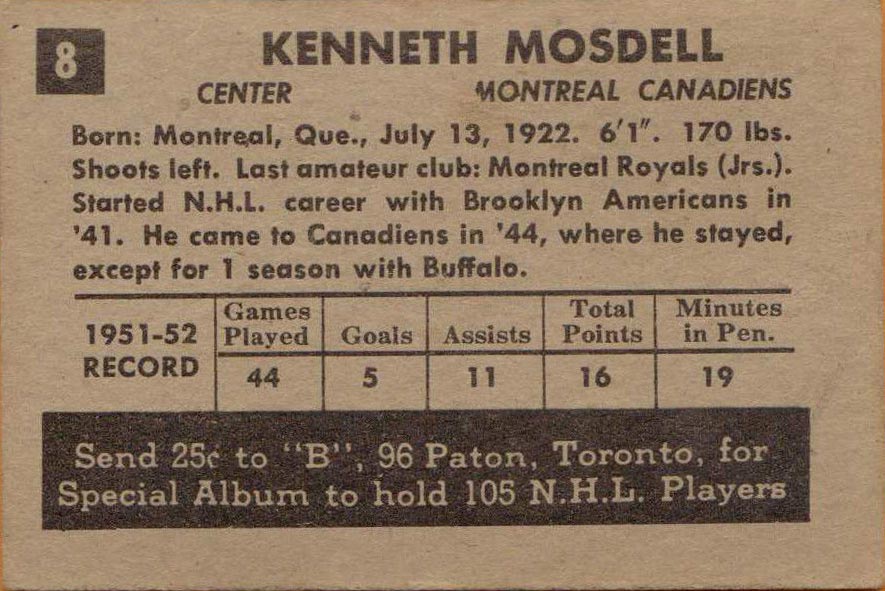 8
KENNETH MOSDELL
CENTER MONTREAL CANADIENS
Born: Montreal, Que., July 13, 1922. 6'1". 170 lbs.
Shoots left. Last amateur club: Montreal Royals (Jrs.).
Started N.H.L. career with Brooklyn Americans in
'41. He came to Canadiens in '44, where he stayed,
except for 1 season with Buffalo.
1951-52 RECORD
Games Played Goals Assists Total Points Minutes in Pen.
44 5 11 16 19
Send 25¢ to "B", 96 Paton, Toronto, for
Special Album to hold 105 N.H.L. Players